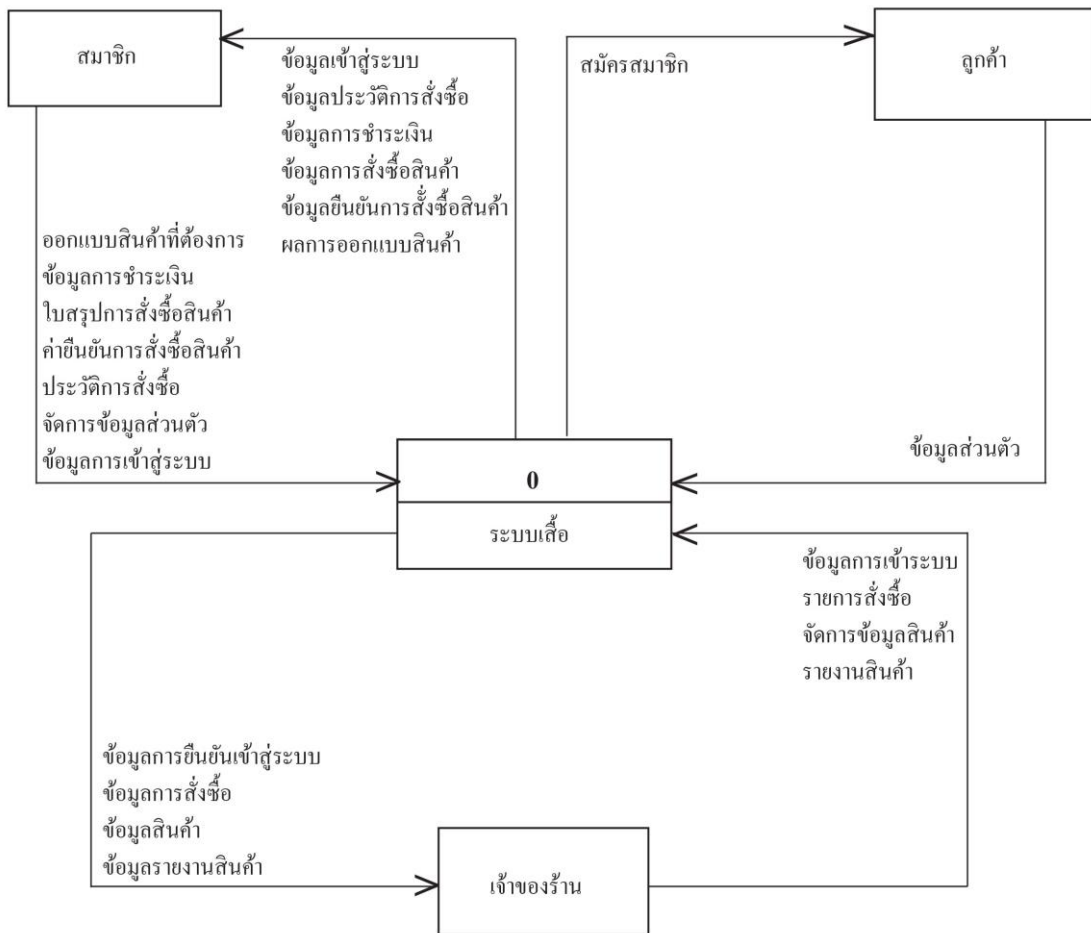 สมาชิก
ข้อมูลเข้าสู่ระบบ
ข้อมูลประวัติการสั่งซื้อ
ข้อมูลการชำระเงิน
ข้อมูลการสั่งซื้อสินค้า
ข้อมูลยืนยันการสั่งซื้อสินค้า
ผลการออกแบบสินค้า
สมัครสมาชิก
ลูกค้า
ออกแบบสินค้าที่ต้องการ
ข้อมูลการชำระเงิน
ใบสรุปการสั่งซื้อสินค้า
ค่ายืนยันการสั่งซื้อสินค้า
ประวัติการสั่งซื้อ
จัดการข้อมูลส่วนตัว
ข้อมูลการเข้าสู่ระบบ
ข้อมูลส่วนตัว
0
ระบบเสื้อ
ข้อมูลการเข้าระบบ
รายการสั่งซื้อ
จัดการข้อมูลสินค้า
รายงานสินค้า
ข้อมูลการยืนยันเข้าสู่ระบบ
ข้อมูลการสั่งซื้อ
ข้อมูลสินค้า
ข้อมูลรายงานสินค้า
เจ้าของร้าน